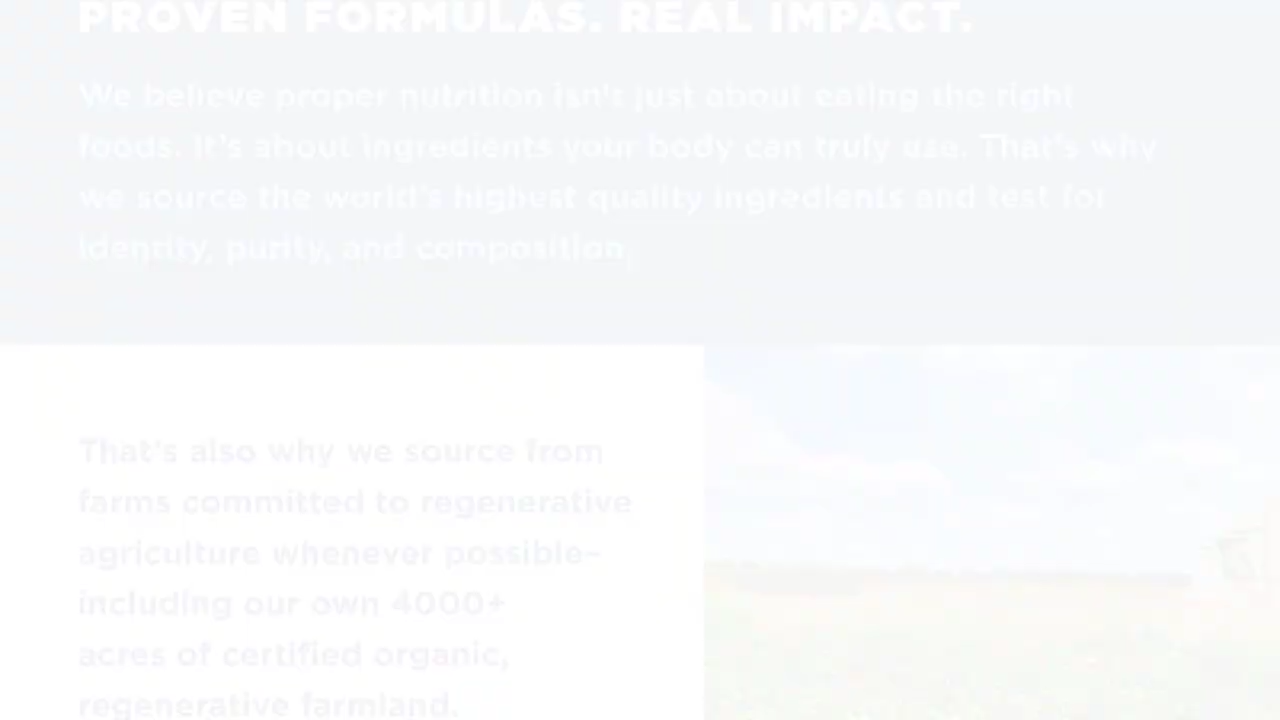 PROVEN FORMULAS. REAL IMPACT.
We believe proper nutrition isn't just about eating the right
foods. It's about ingredients your body can truly use. That's why
we source the world's highest quality ingredients and test for
identity, purity, and composition.
That's also why we source from
farms committed to regenerative
agriculture whenever possible–
including our own 4000+
acres of certified organic,
regenerative farmland.